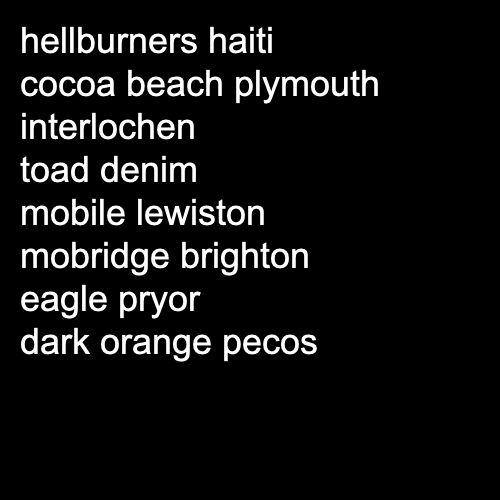 hellburners haiti
cocoa beach plymouth
interlochen
toad denim
mobile lewiston
mobridge brighton
eagle pryor
dark orange pecos